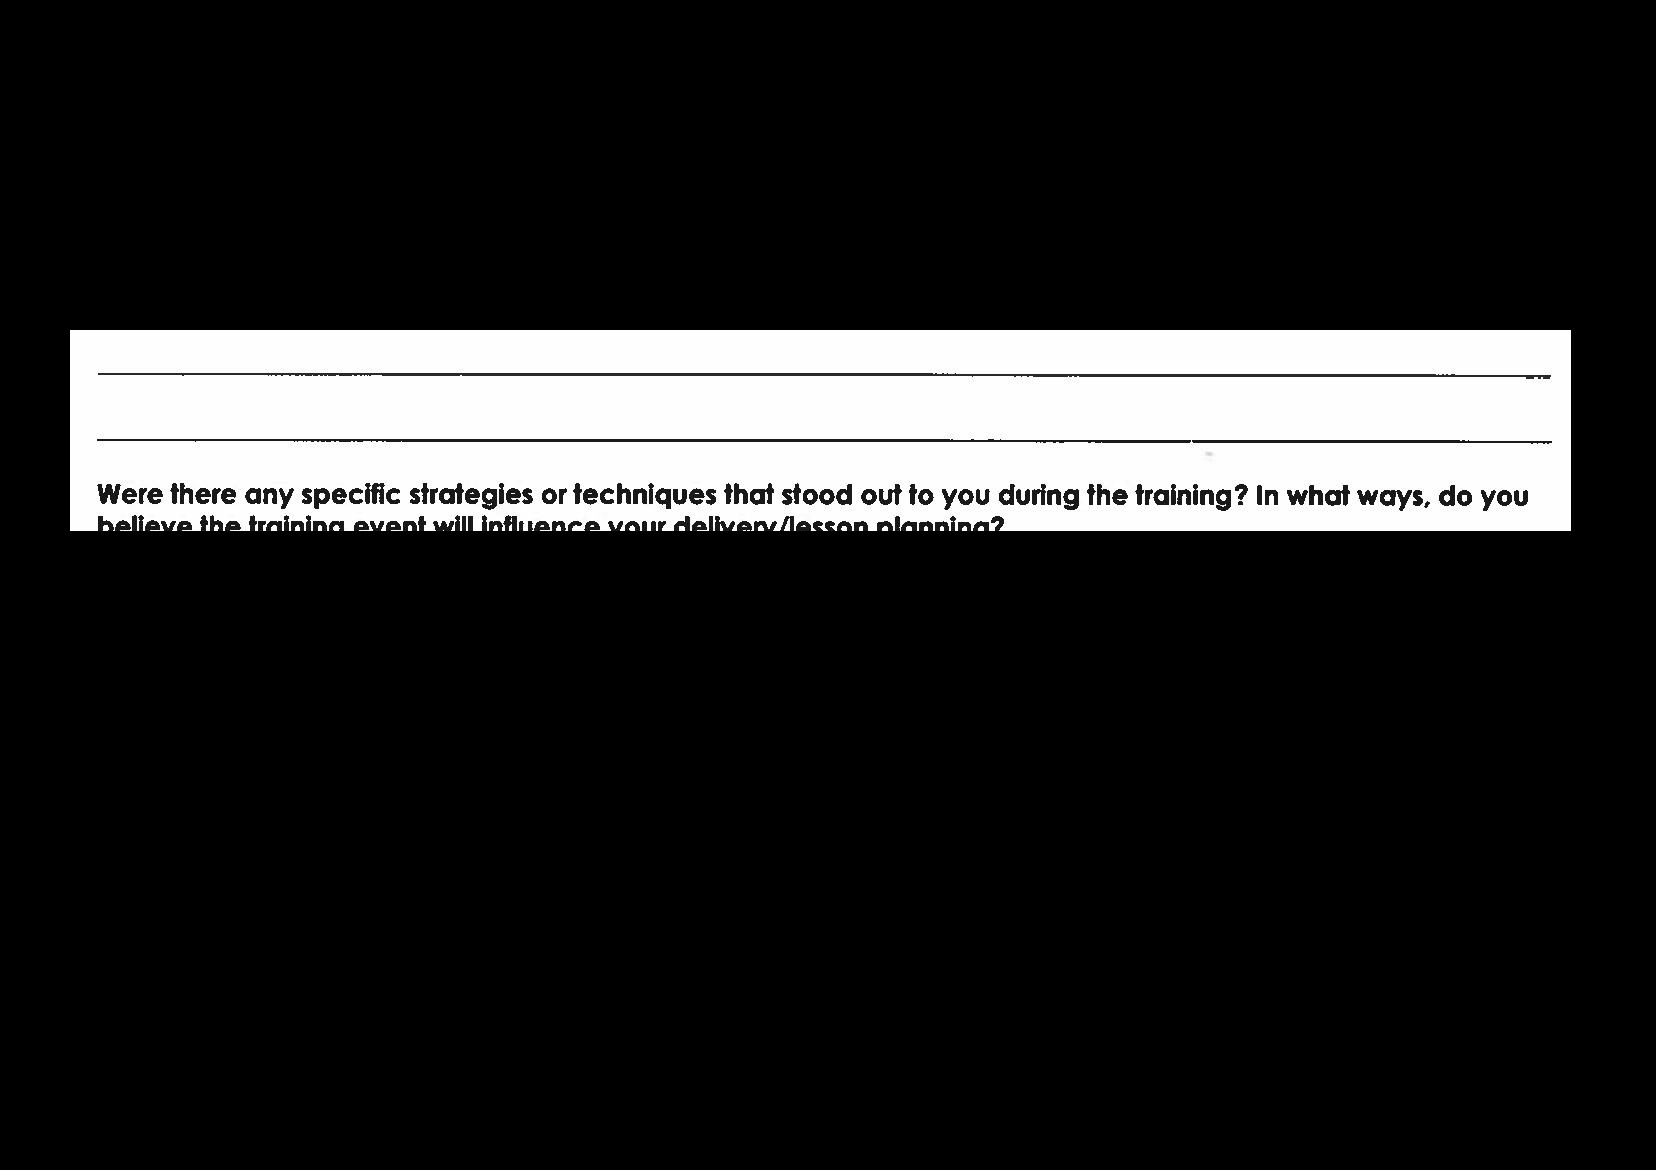 Were there any specific strategies or techniques that stood out to you during the training? In what ways, do you
believe the training event will influence your delivery/lesson planning?